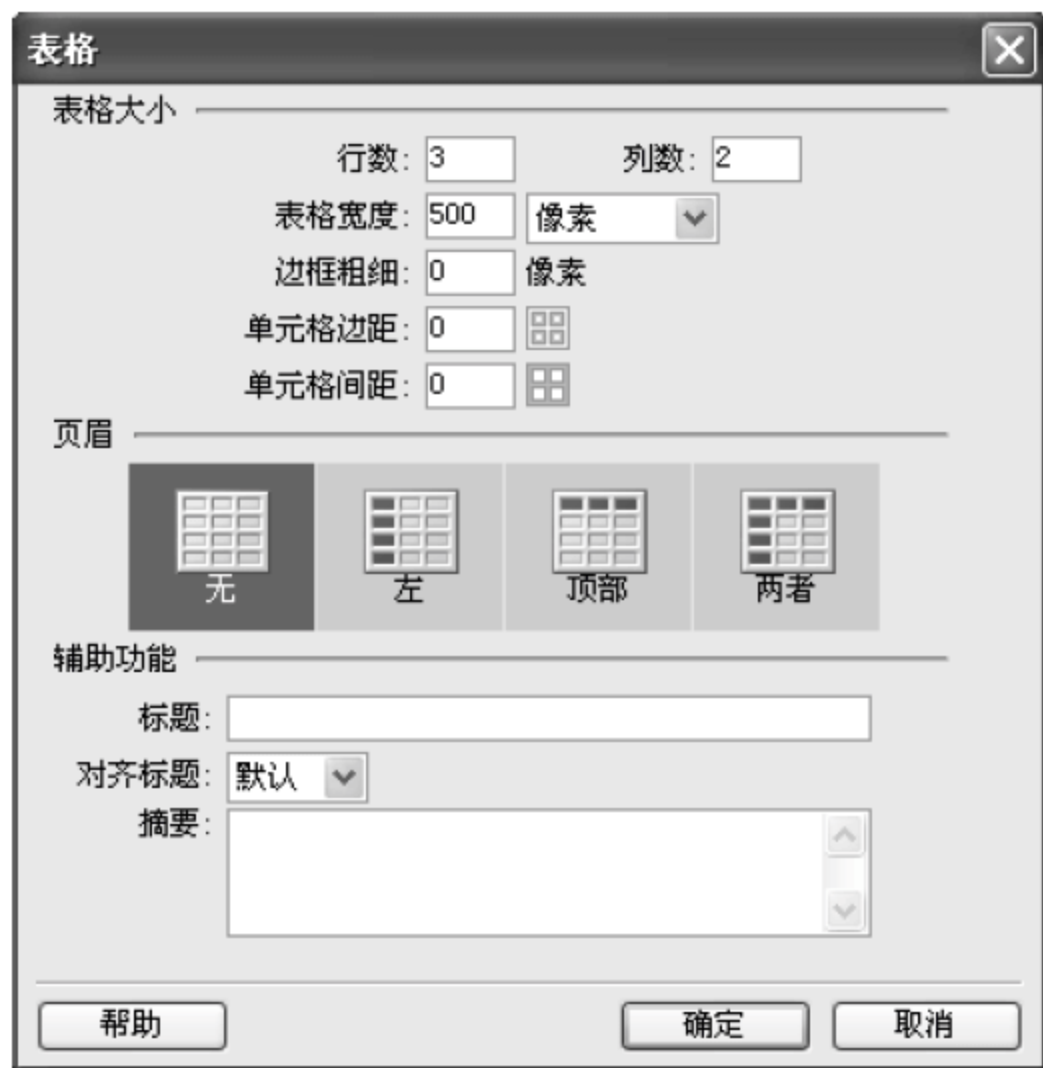 表格
表格大小
行数: 3 列数: 2
表格宽度: 500 像素
边框粗细: 0 像素
单元格边距: 0
单元格间距: 0
页眉
无 左 顶部 两者
辅助功能
标题:
对齐标题: 默认
摘要:
帮助 确定 取消